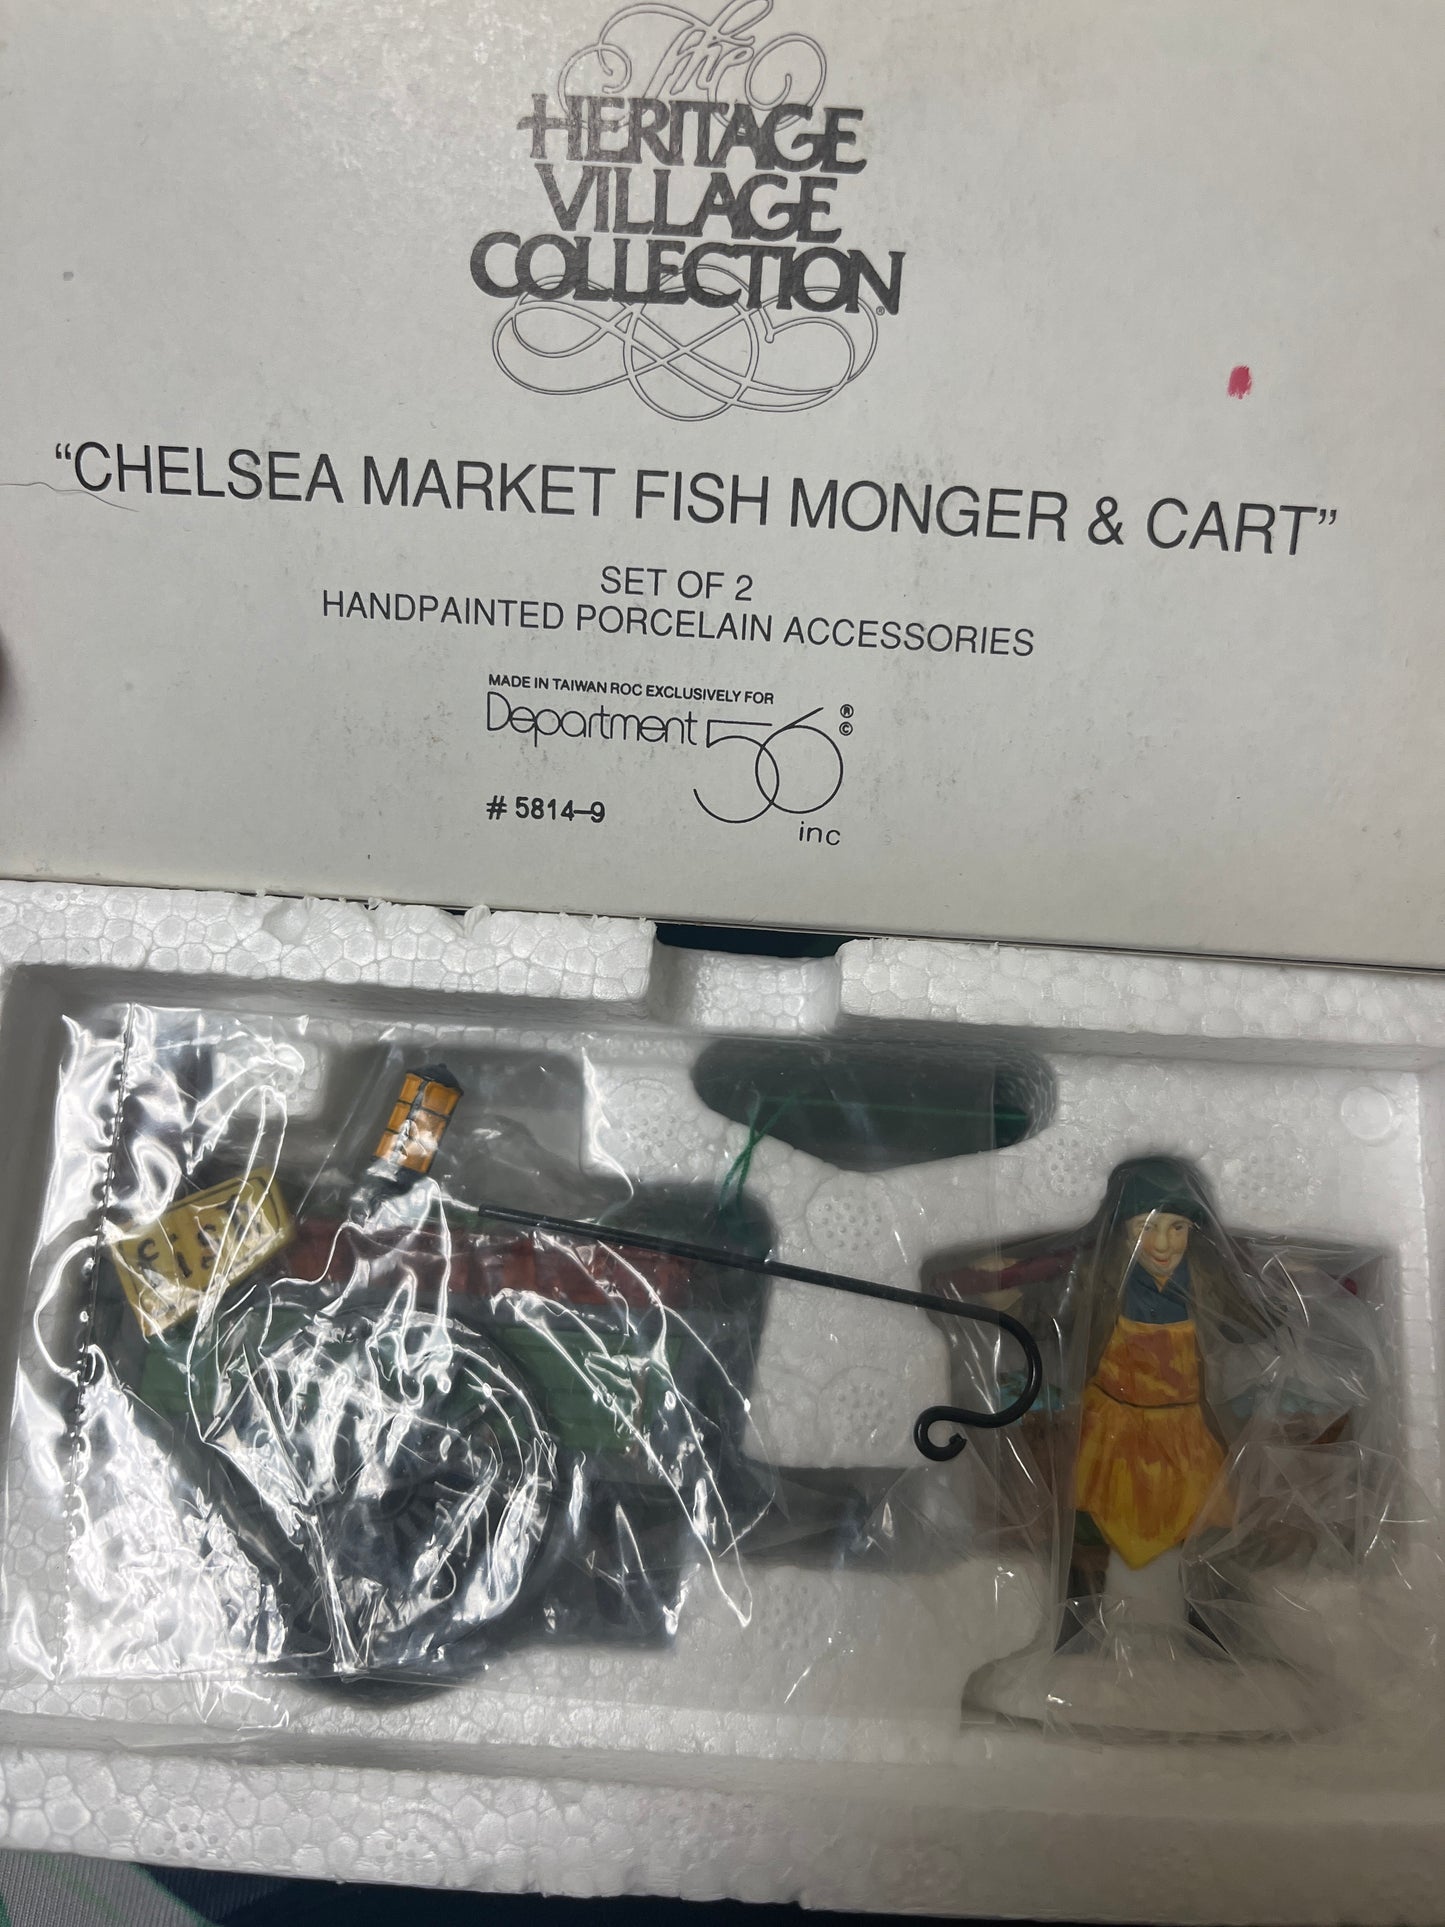 The
HERITAGE
VILLAGE
COLLECTION®
“CHELSEA MARKET FISH MONGER & CART”
SET OF 2
HANDPAINTED PORCELAIN ACCESSORIES
MADE IN TAIWAN ROC EXCLUSIVELY FOR
Department 56 ® ©
inc
# 5814–9
fish